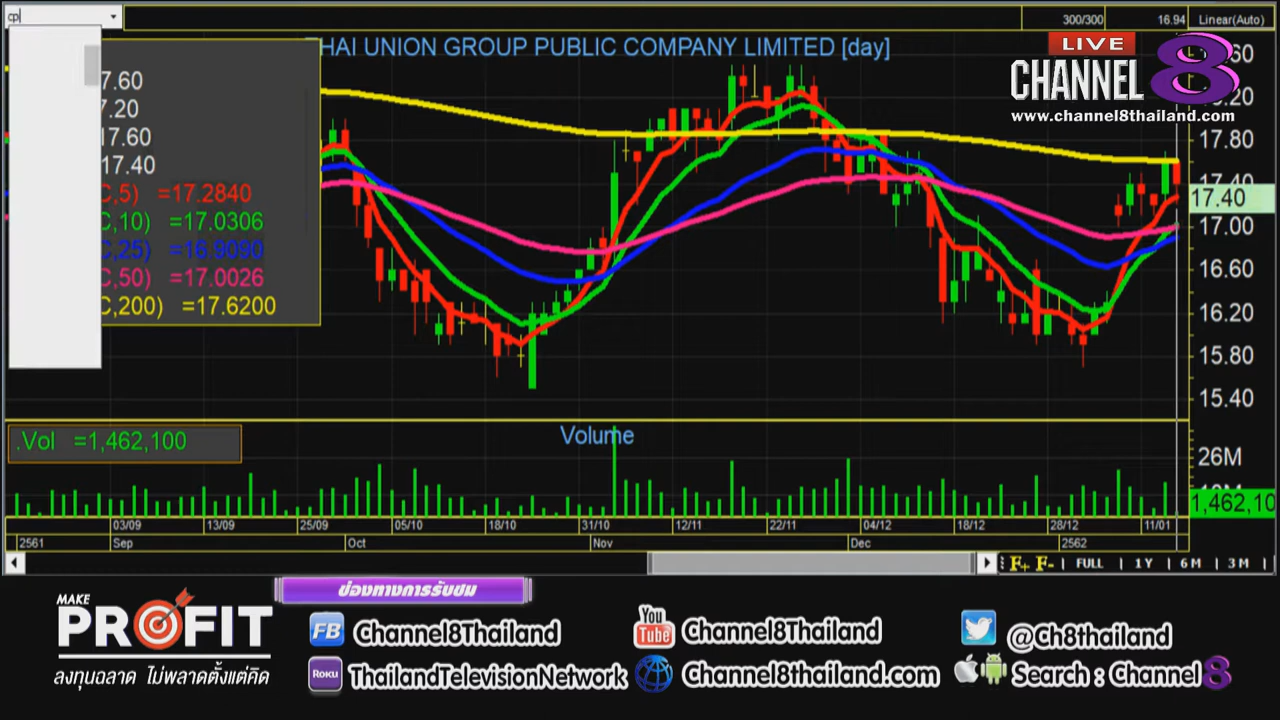 cp
300/300
16.94
Linear(Auto)
THAI UNION GROUP PUBLIC COMPANY LIMITED [day]
LIVE
CHANNEL 8
www.channel8thailand.com
7.60
7.20
17.60
17.40
C,5) =17.2840
C,10) =17.0306
C,25) =16.9090
C,50) =17.0026
C,200) =17.6200
17.80
17.40
17.40
17.00
16.60
16.20
15.80
15.40
.Vol =1,462,100
Volume
26M
1,462,10
03/09
13/09
25/09
05/10
18/10
31/10
12/11
22/11
04/12
18/12
28/12
11/01
2561
Sep
Oct
Nov
Dec
2562
F+ F- | FULL | 1Y | 6M | 3M |
ช่องทางการรับชม
MAKE
PROFIT
ลงทุนฉลาด ไม่พลาดตั้งแต่คิด
FB Channel8Thailand
You Tube Channel8Thailand
@Ch8thailand
Roku ThailandTelevisionNetwork
Channel8thailand.com
Search : Channel 8